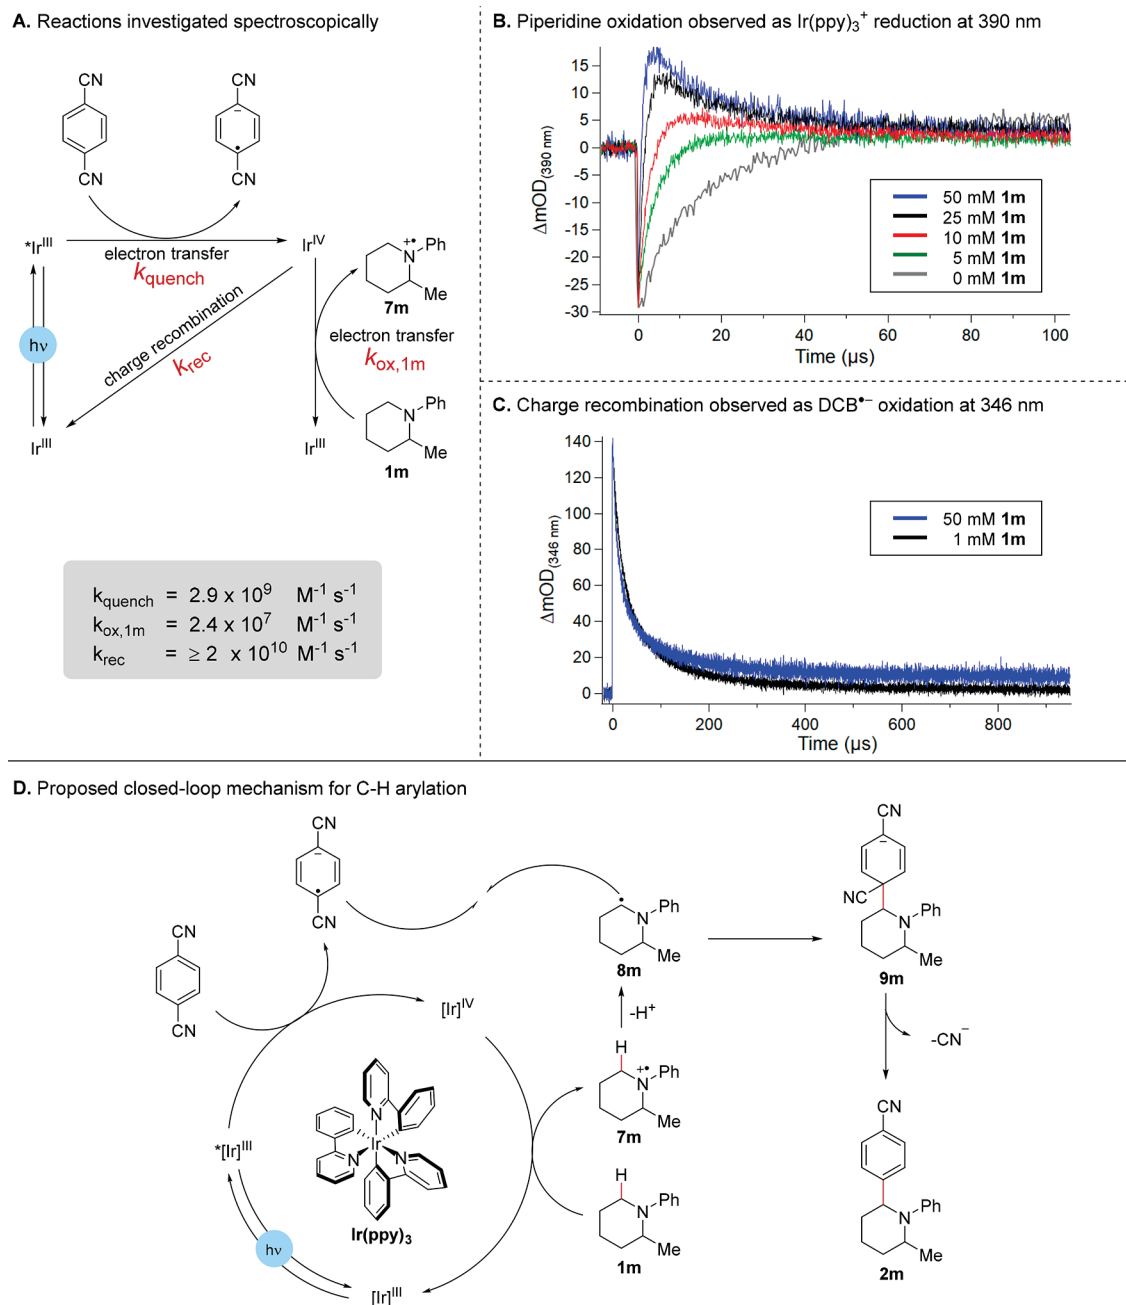 A. Reactions investigated spectroscopically
CN
CN
CN
−
•
CN
*Ir^III
electron transfer
k_quench
Ir^IV
+•
N
Ph
Me
7m
charge recombination
k_rec
electron transfer
k_ox,1m
hν
N
Ph
Me
1m
Ir^III
Ir^III
k_quench = 2.9 x 10^9 M^-1 s^-1
k_ox,1m = 2.4 x 10^7 M^-1 s^-1
k_rec = ≥ 2 x 10^10 M^-1 s^-1
B. Piperidine oxidation observed as Ir(ppy)_3^+ reduction at 390 nm
ΔmOD_(390 nm)
15
10
5
0
-5
-10
-15
-20
-25
-30
50 mM 1m
25 mM 1m
10 mM 1m
5 mM 1m
0 mM 1m
0 20 40 60 80 100
Time (µs)
C. Charge recombination observed as DCB^•− oxidation at 346 nm
ΔmOD_(346 nm)
140
120
100
80
60
40
20
0
50 mM 1m
1 mM 1m
0 200 400 600 800
Time (µs)
D. Proposed closed-loop mechanism for C-H arylation
CN
−
•
CN
CN
CN
•
N
Ph
Me
8m
CN
−
NC
N
Ph
Me
9m
[Ir]^IV
-H^+
-CN^−
H
+•
N
Ph
Me
7m
*[Ir]^III
N
Ir
N
N
Ir(ppy)_3
H
N
Ph
Me
1m
CN
N
Ph
Me
2m
hν
[Ir]^III